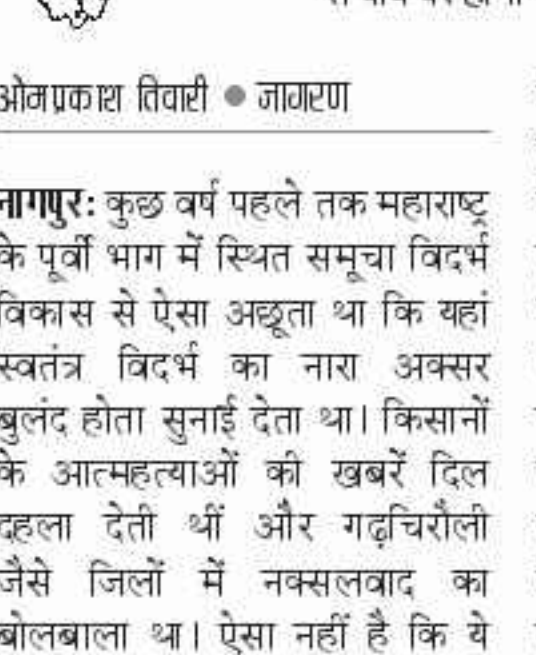 ओमप्रकाश तिवारी ● जागरण
नागपुर: कुछ वर्ष पहले तक महाराष्ट्र
के पूर्वी भाग में स्थित समूचा विदर्भ
विकास से ऐसा अछूता था कि यहां
स्वतंत्र विदर्भ का नारा अक्सर
बुलंद होता सुनाई देता था। किसानों
के आत्महत्याओं की खबरें दिल
दहला देती थीं और गढ़चिरौली
जैसे जिलों में नक्सलवाद का
बोलबाला था। ऐसा नहीं है कि ये